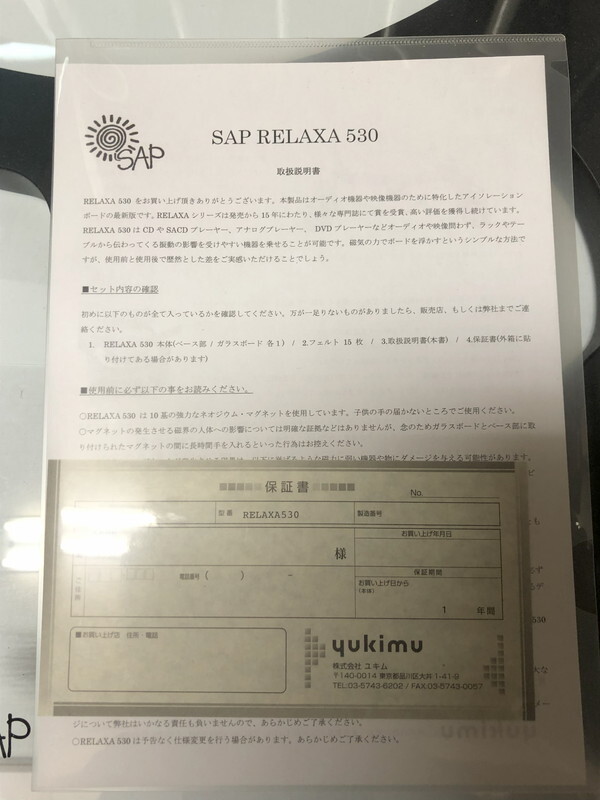 SAP
SAP RELAXA 530
取扱説明書
RELAXA 530 をお買い上げ頂きありがとうございます。本製品はオーディオ機器や映像機器のために特化したアイソレーション
ボードの最新版です。RELAXA シリーズは発売から 15 年にわたり、様々な専門誌にて賞を受賞、高い評価を獲得し続けています。
RELAXA 530 は CD や SACD プレーヤー、アナログプレーヤー、DVD プレーヤーなどオーディオや映像問わず、ラックやテー
ブルから伝わってくる振動の影響を受けやすい機器を乗せることが可能です。磁気の力でボードを浮かすというシンプルな方法で
すが、使用前と使用後で歴然とした差をご実感いただけることでしょう。
■セット内容の確認
初めに以下のものが全て入っているかを確認してください。万が一足りないものがありましたら、販売店、もしくは弊社までご連
絡ください。
1. RELAXA 530 本体(ベース部 / ガラスボード 各 1) / 2.フェルト 15 枚 / 3.取扱説明書(本書) / 4.保証書(外箱に貼
り付けてある場合があります)
■使用前に必ず以下の事をお読みください。
○RELAXA 530 は 10 基の強力なネオジウム・マグネットを使用しています。子供の手の届かないところでご使用ください。
○マグネットの発生させる磁界の人体への影響については明確な証拠などはありませんが、念のためガラスボードとベース部に取
り付けられたマグネットの間に長時間手を入れるといった行為はお控えください。
保証書
No.
型番 RELAXA530 製造番号
様
お買い上げ年月日
電話番号 ( ) -
保証期間
お買い上げ日から
(本体)
1 年間
■お買い上げ店 住所・電話
yukimu
株式会社 ユキム
〒140-0014 東京都品川区大井 1-41-9
TEL:03-5743-6202 / FAX:03-5743-0057
530
ジについて弊社はいかなる責任も負いませんので、あらかじめご了承ください。
○RELAXA 530 は予告なく仕様変更を行う場合があります。あらかじめご了承ください。